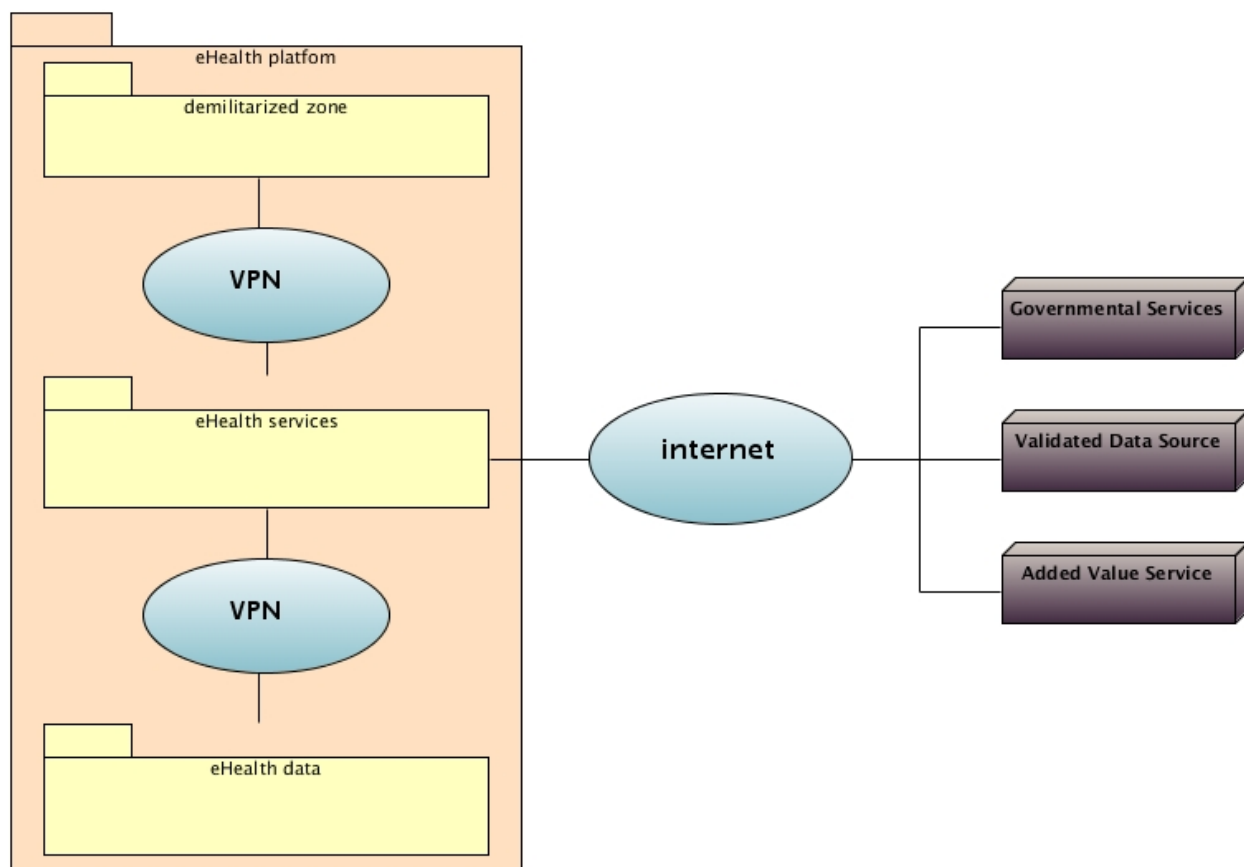 eHealth platfom
demilitarized zone
VPN
eHealth services
VPN
eHealth data
internet
Governmental Services
Validated Data Source
Added Value Service